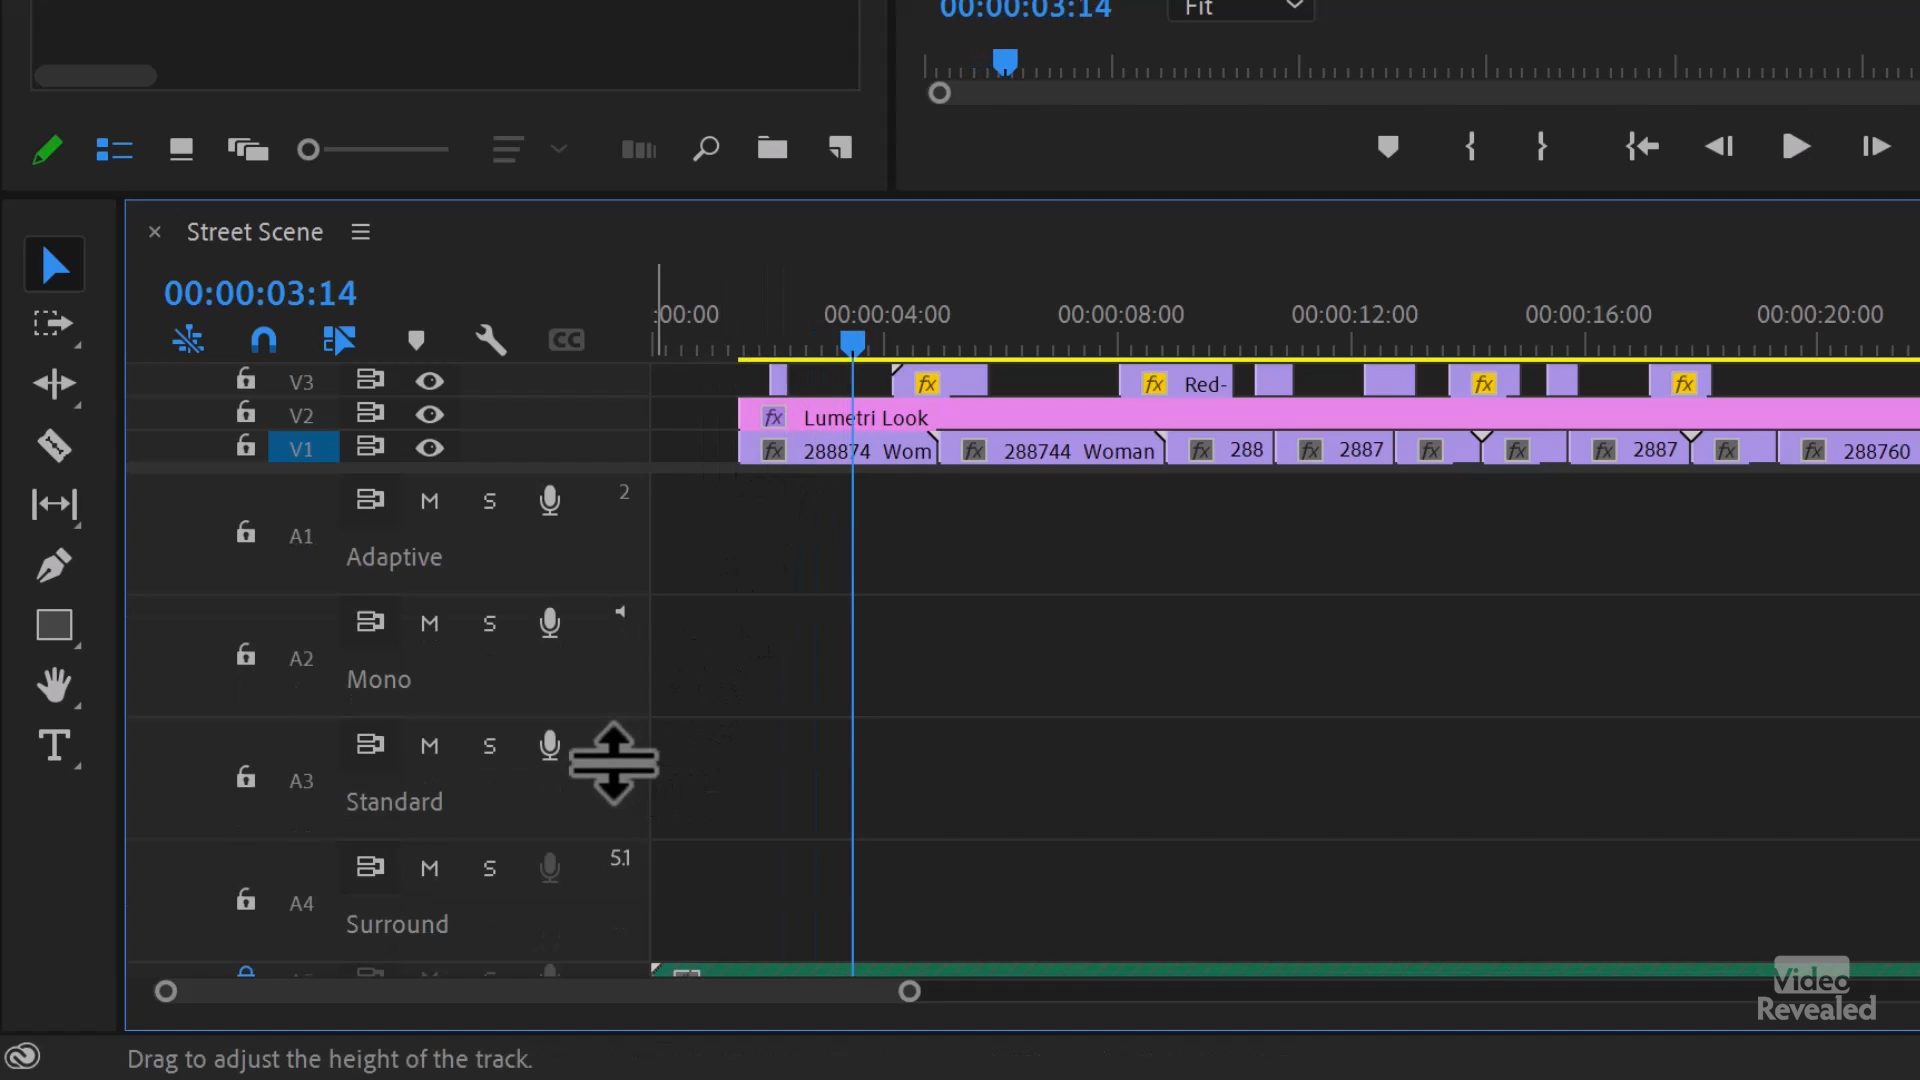 00:00:03:14 Fit
× Street Scene
00:00:03:14
:00:00 00:00:04:00 00:00:08:00 00:00:12:00 00:00:16:00 00:00:20:00
CC
V3 fx fx Red- fx fx
V2 fx Lumetri Look
V1 fx 288874 Wom fx 288744 Woman fx 288 fx 2887 fx fx fx 2887 fx fx 288760
M S 2
A1
Adaptive
M S
A2
Mono
M S
A3
Standard
M S 5.1
A4
Surround
Video
Revealed
Drag to adjust the height of the track.